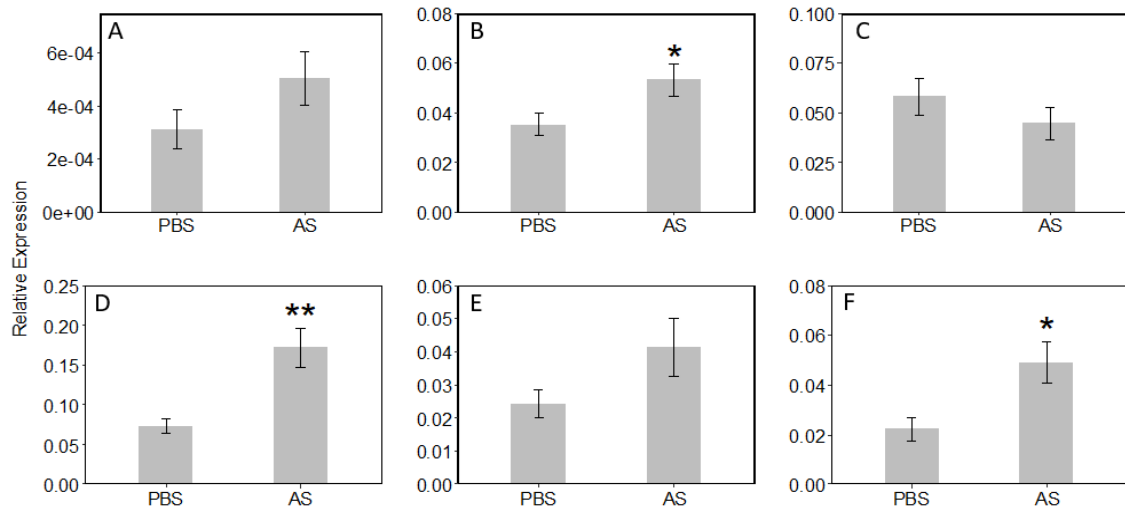 Relative Expression
A
6e-04
4e-04
2e-04
0e+00
PBS AS
B
*
0.08
0.06
0.04
0.02
0.00
PBS AS
C
0.100
0.075
0.050
0.025
0.000
PBS AS
D
**
0.25
0.20
0.15
0.10
0.05
0.00
PBS AS
E
0.06
0.05
0.04
0.03
0.02
0.01
0.00
PBS AS
F
*
0.08
0.06
0.04
0.02
0.00
PBS AS